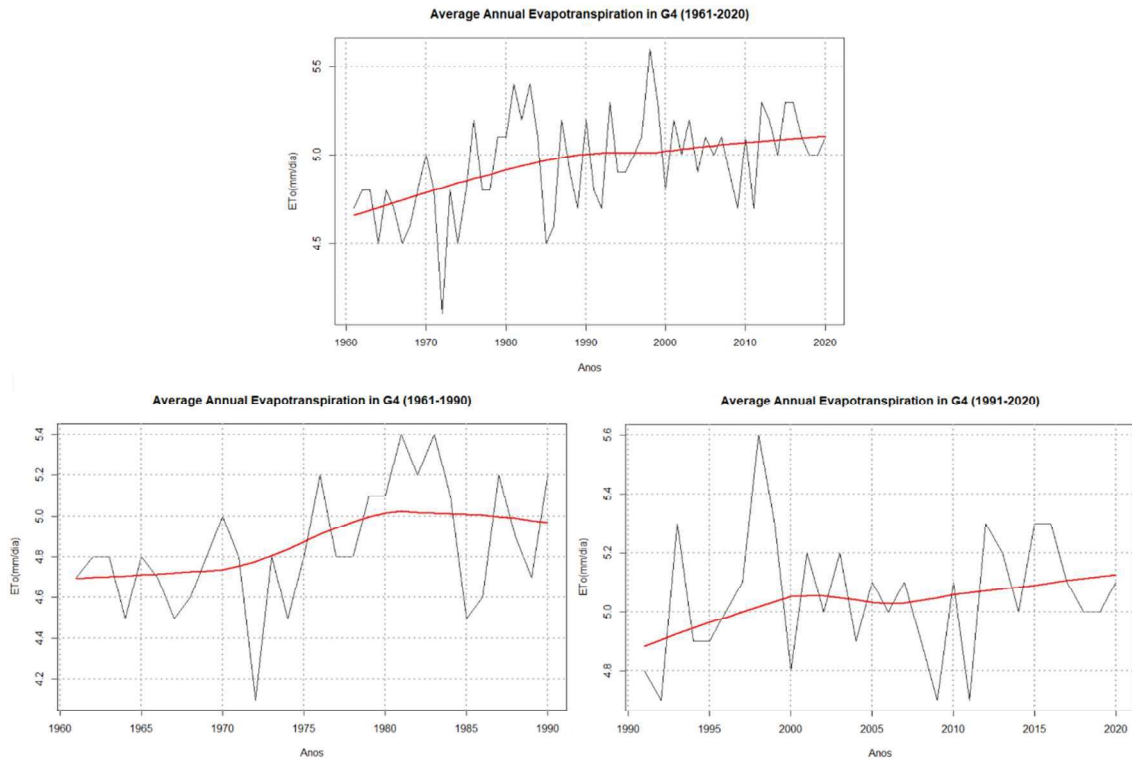 Average Annual Evapotranspiration in G4 (1961-2020)
ETo(mm/dia)
5.5
5.0
4.5
1960 1970 1980 1990 2000 2010 2020
Anos
Average Annual Evapotranspiration in G4 (1961-1990)
ETo(mm/dia)
5.4
5.2
5.0
4.8
4.6
4.4
4.2
1960 1965 1970 1975 1980 1985 1990
Anos
Average Annual Evapotranspiration in G4 (1991-2020)
ETo(mm/dia)
5.6
5.4
5.2
5.0
4.8
1990 1995 2000 2005 2010 2015 2020
Anos